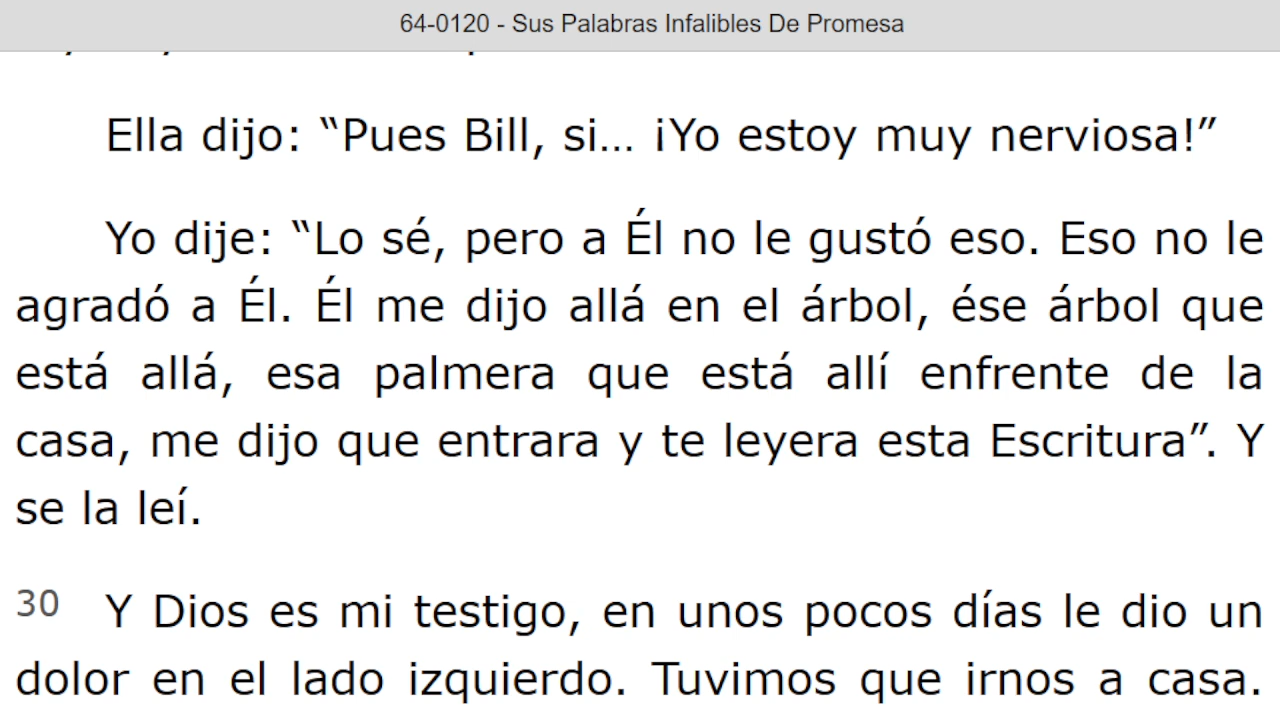 64-0120 - Sus Palabras Infalibles De Promesa
Ella dijo: “Pues Bill, si... ¡Yo estoy muy nerviosa!”
Yo dije: “Lo sé, pero a Él no le gustó eso. Eso no le
agradó a Él. Él me dijo allá en el árbol, ése árbol que
está allá, esa palmera que está allí enfrente de la
casa, me dijo que entrara y te leyera esta Escritura”. Y
se la leí.
30 Y Dios es mi testigo, en unos pocos días le dio un
dolor en el lado izquierdo. Tuvimos que irnos a casa.